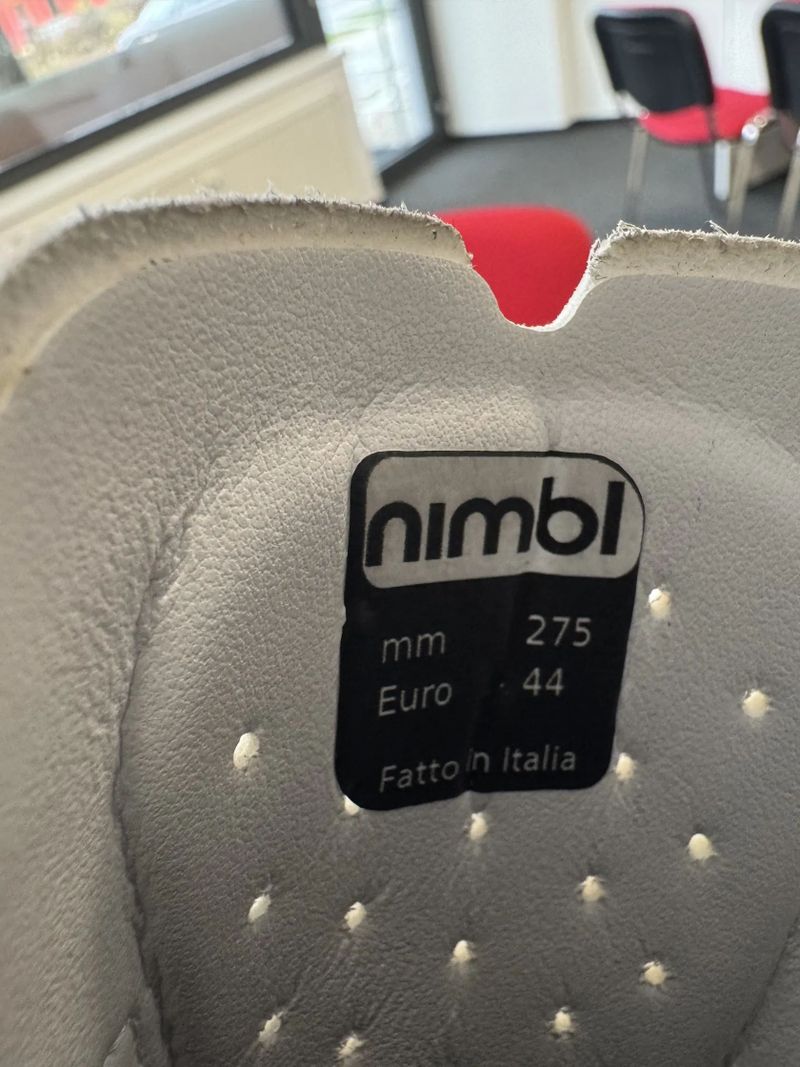 nimbl
mm 275
Euro 44
Fatto in Italia